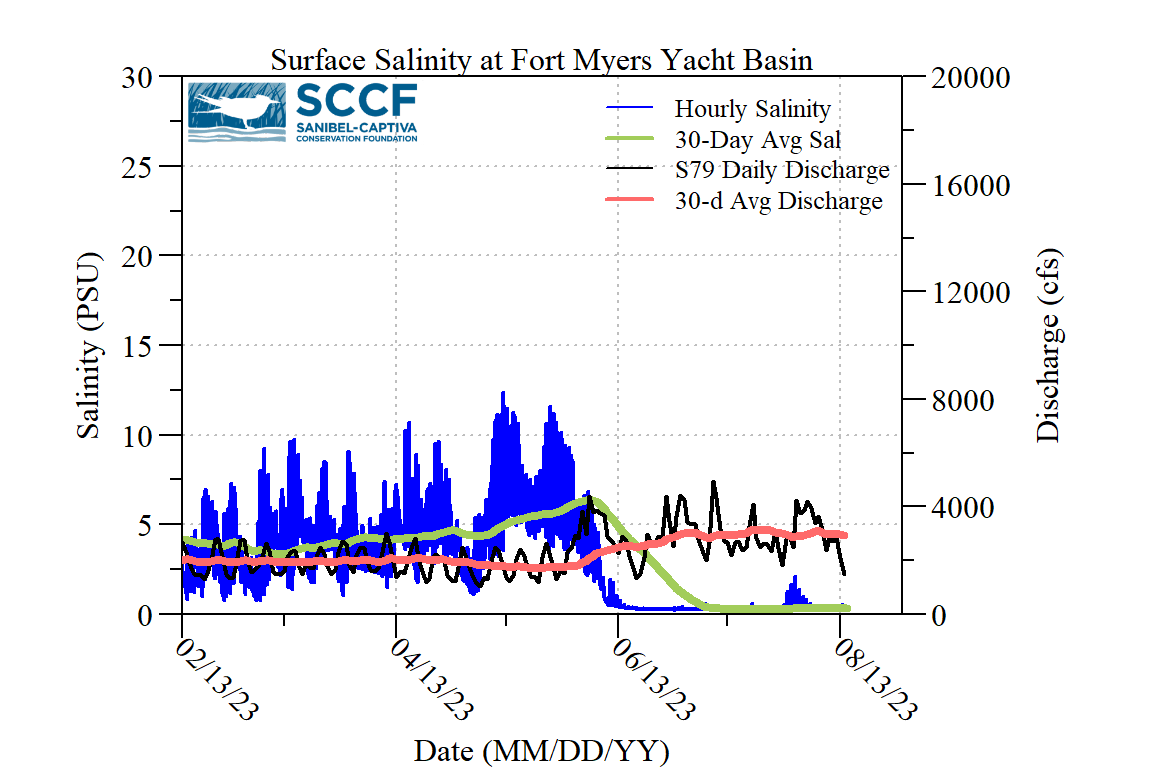 Surface Salinity at Fort Myers Yacht Basin
SCCF
SANIBEL-CAPTIVA
CONSERVATION FOUNDATION
Hourly Salinity
30-Day Avg Sal
S79 Daily Discharge
30-d Avg Discharge
30
25
20
15
10
5
0
Salinity (PSU)
20000
16000
12000
8000
4000
0
Discharge (cfs)
02/13/23
04/13/23
06/13/23
08/13/23
Date (MM/DD/YY)